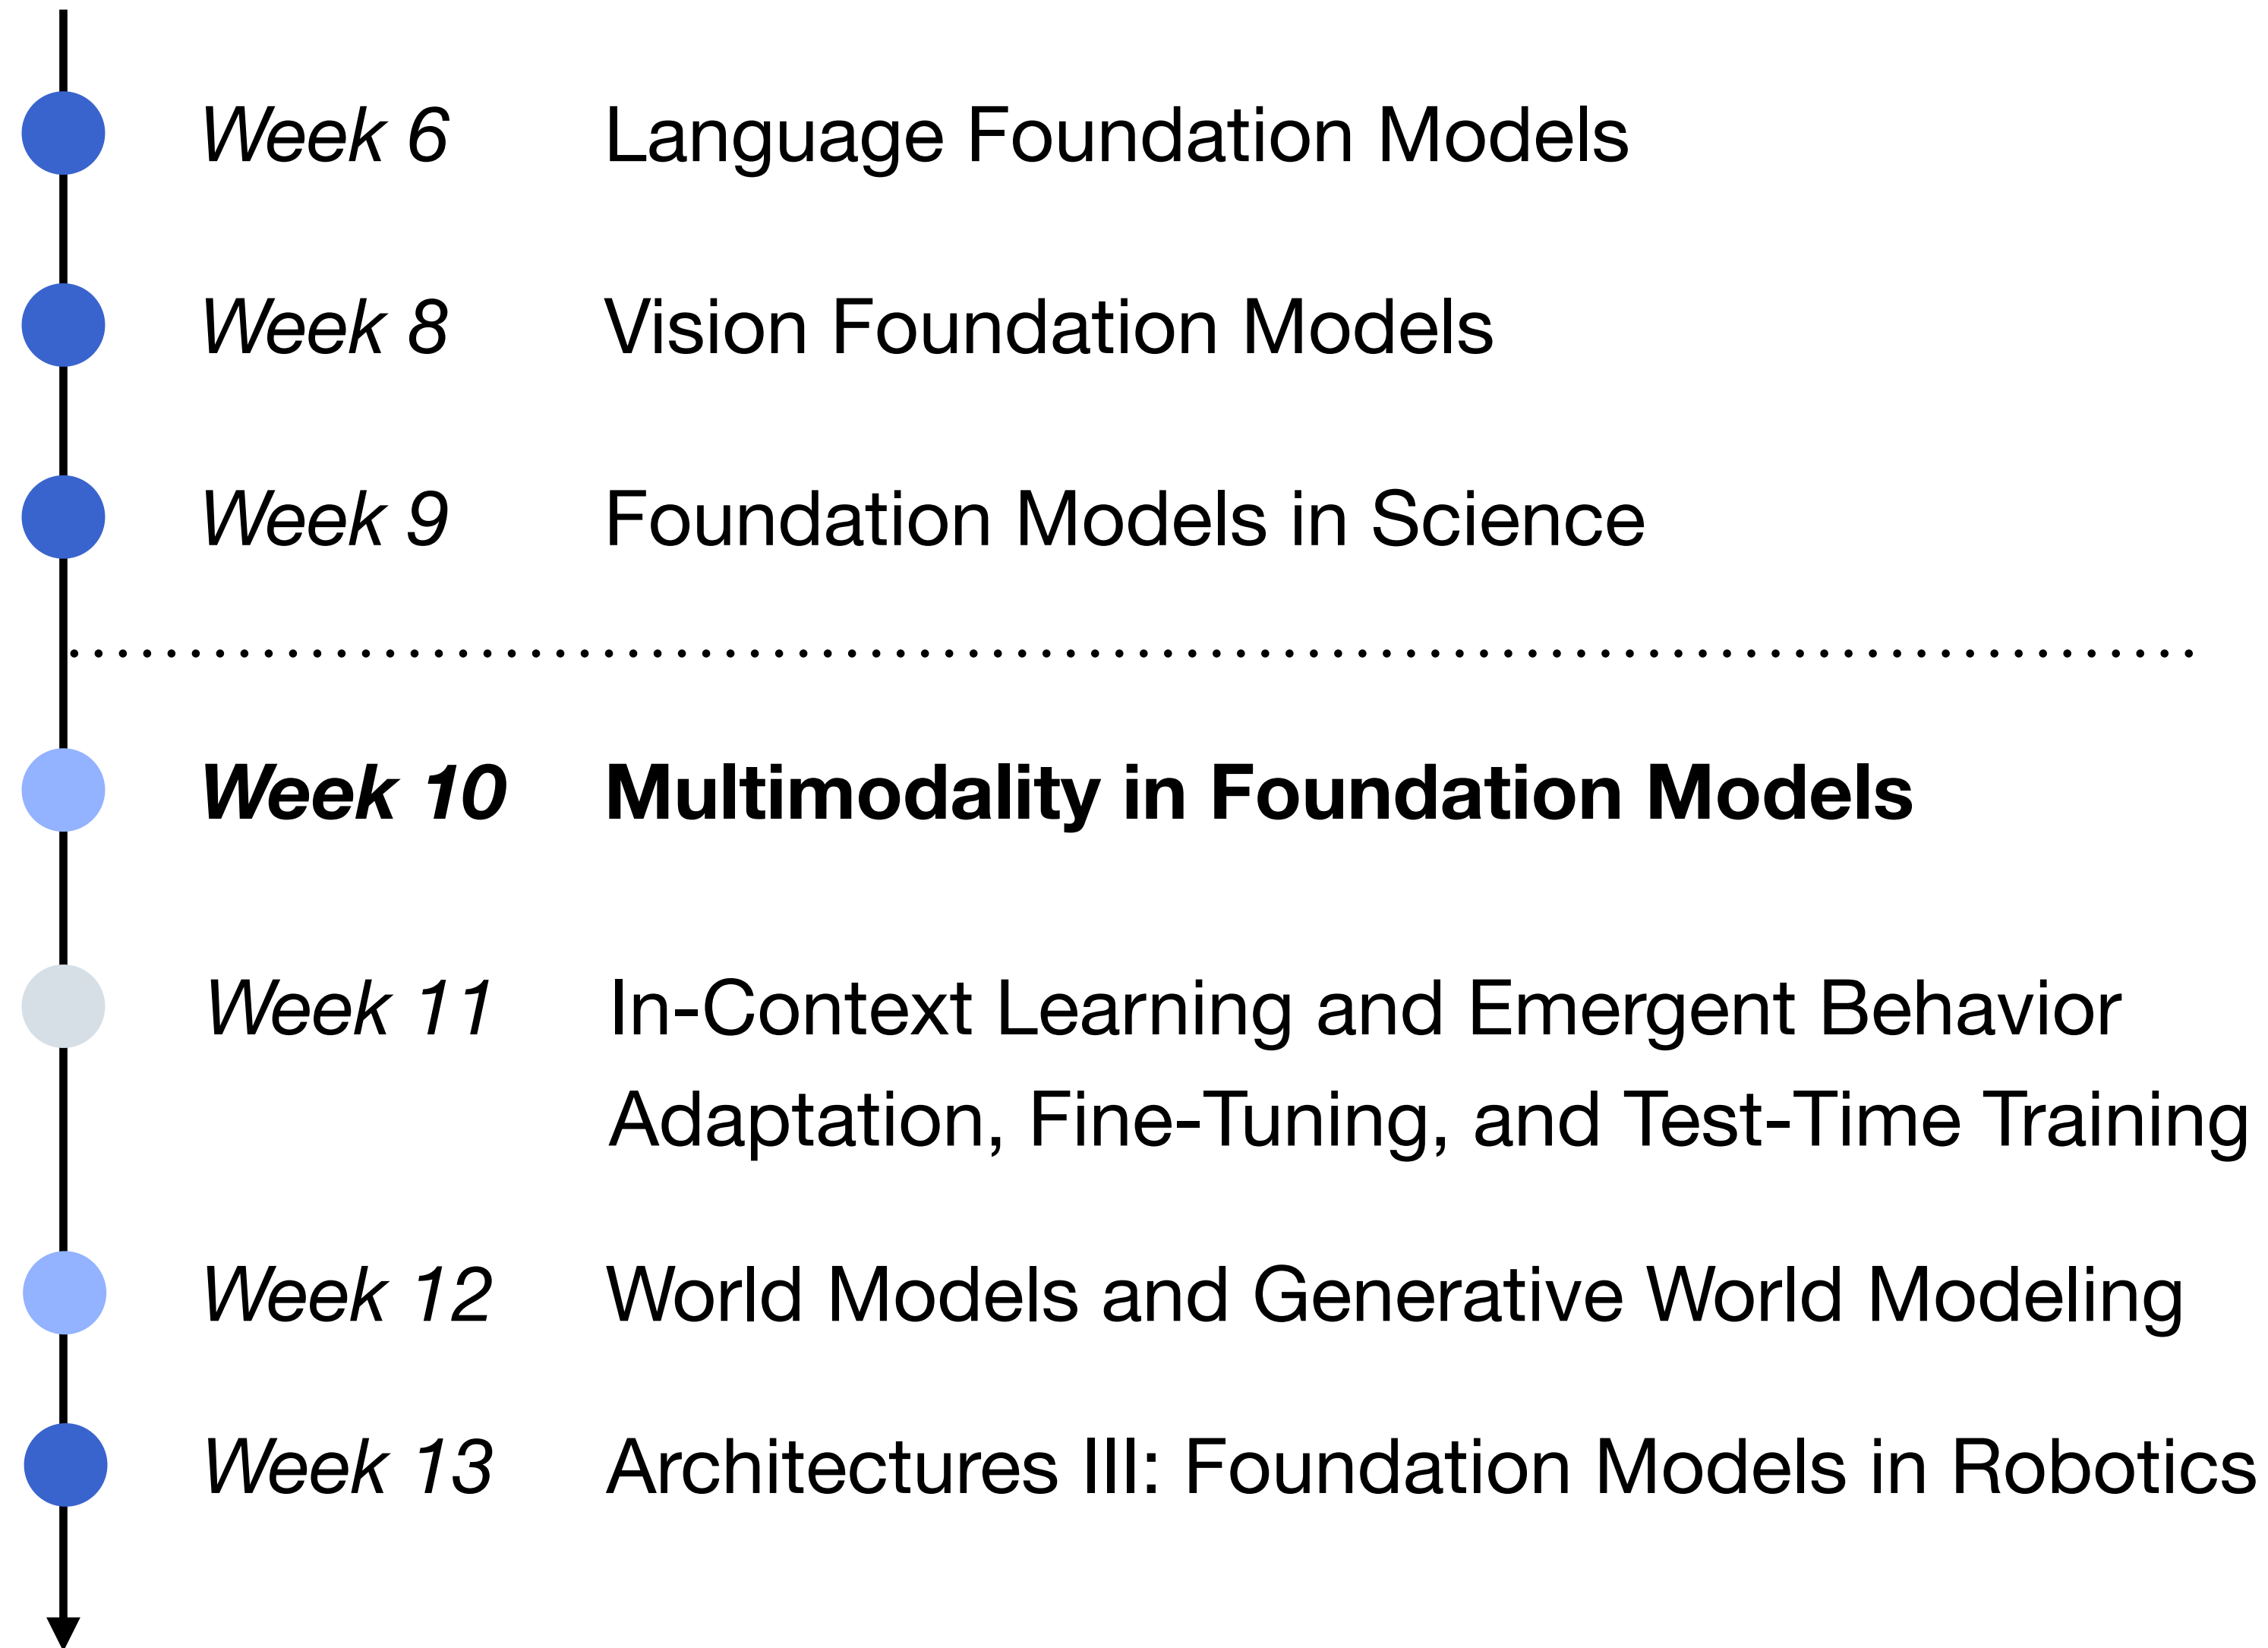 Week 6 Language Foundation Models
Week 8 Vision Foundation Models
Week 9 Foundation Models in Science
Week 10 Multimodality in Foundation Models
Week 11 In-Context Learning and Emergent Behavior
Adaptation, Fine-Tuning, and Test-Time Training
Week 12 World Models and Generative World Modeling
Week 13 Architectures III: Foundation Models in Robotics